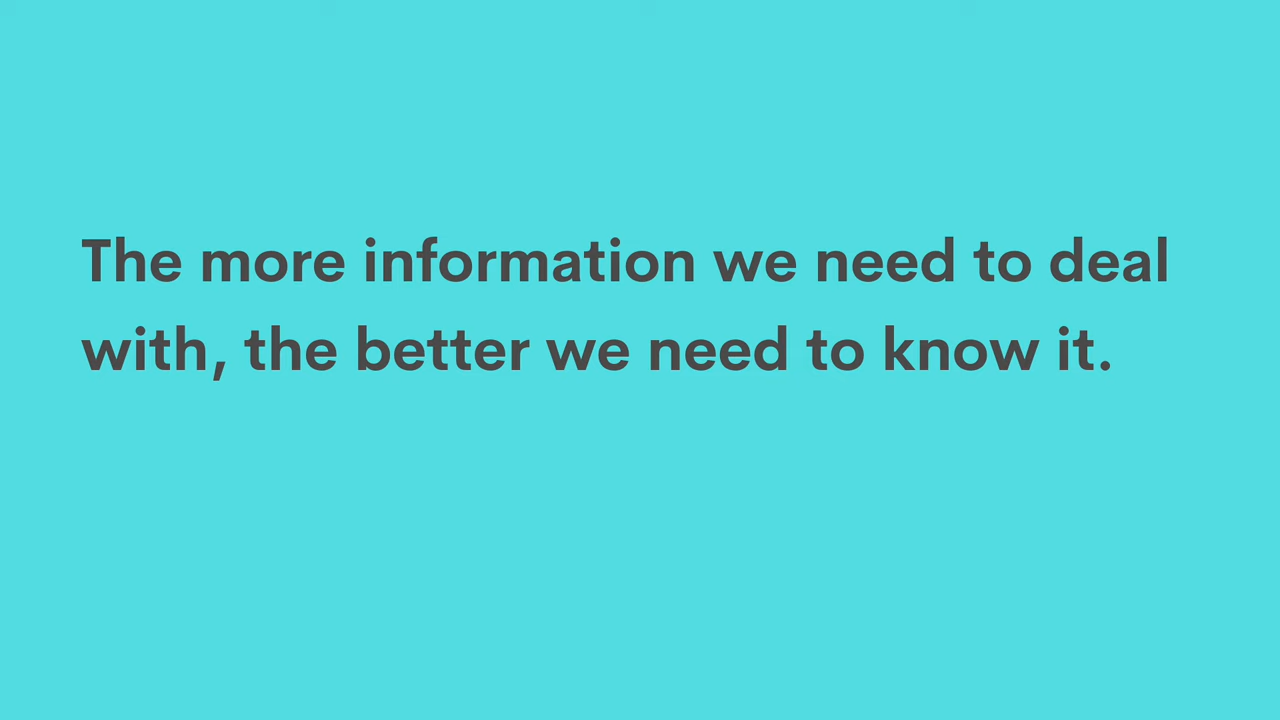 The more information we need to deal
with, the better we need to know it.